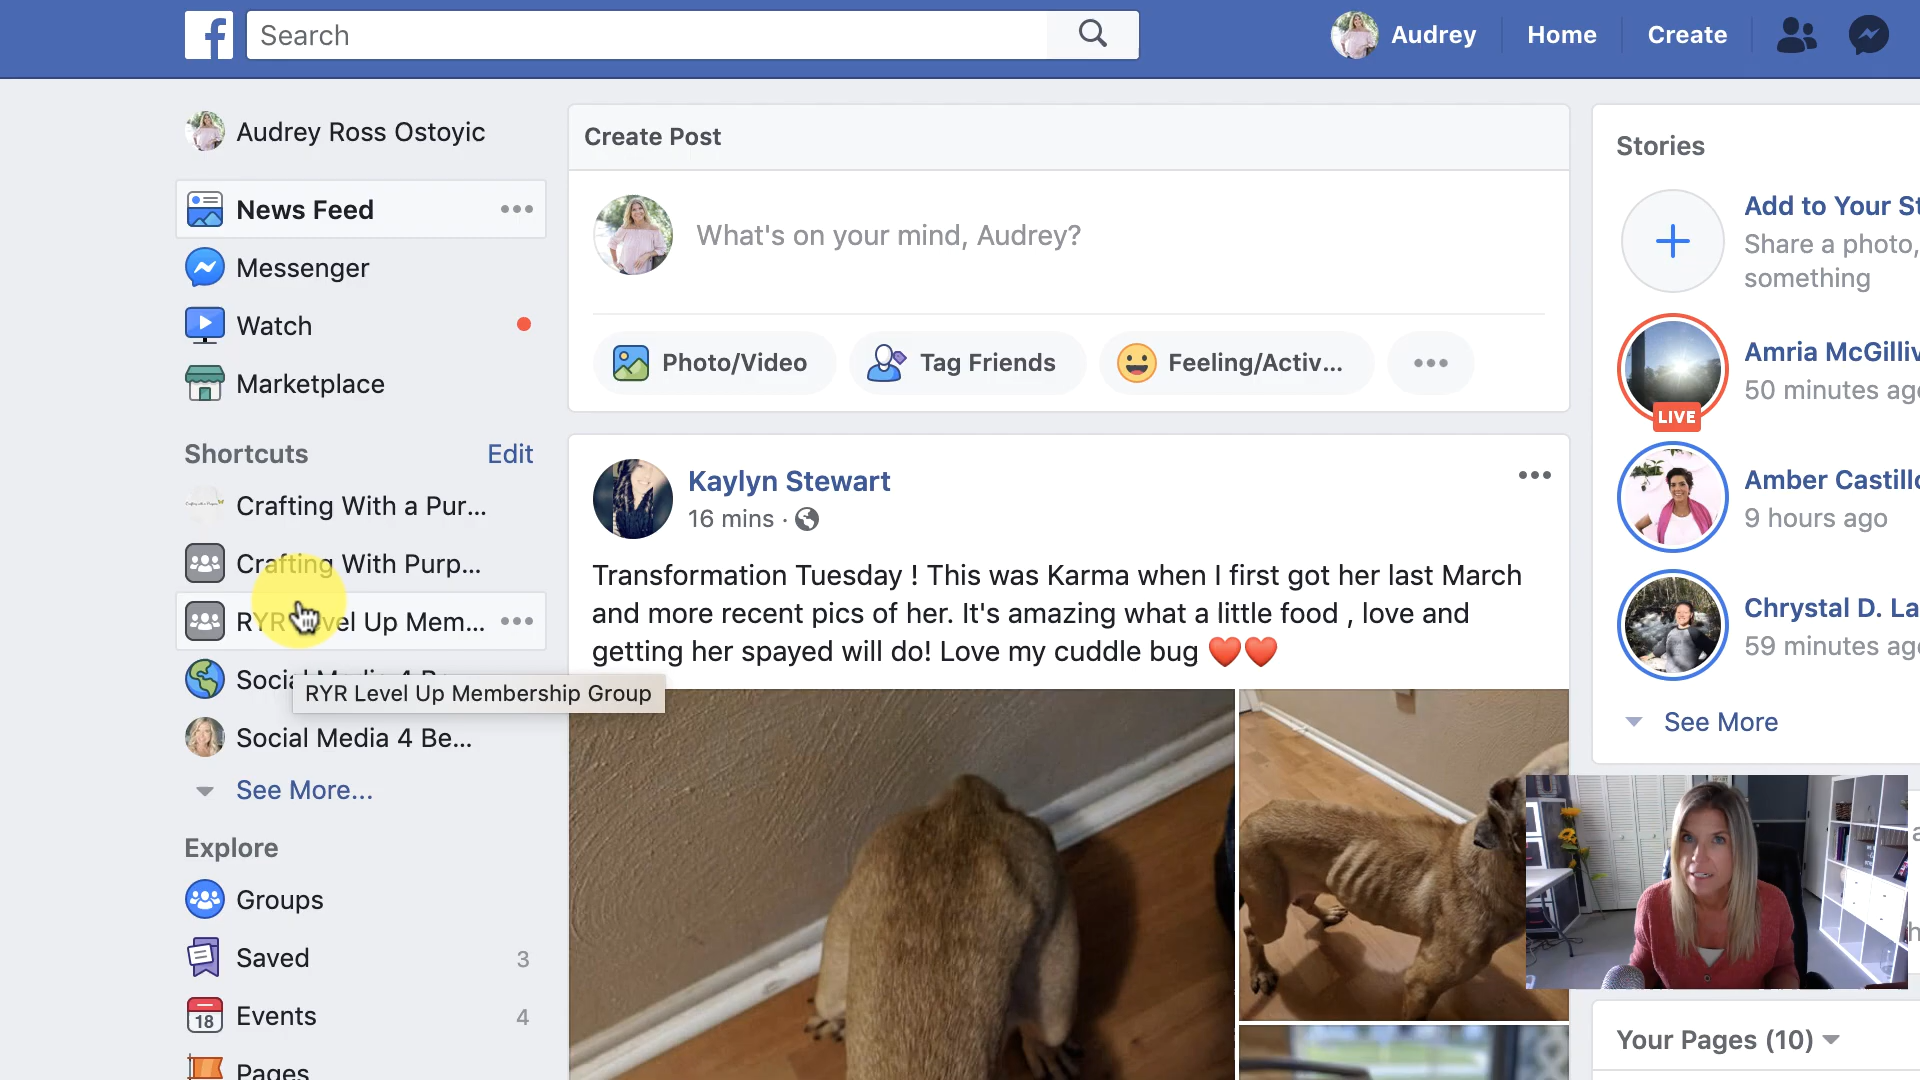 Search
Audrey
Home
Create
Audrey Ross Ostoyic
News Feed
Messenger
Watch
Marketplace
Shortcuts
Edit
Crafting With a Pur...
Crafting With Purp...
RYR Level Up Mem...
RYR Level Up Membership Group
Social Media 4 Be...
See More...
Explore
Groups
Saved
3
18
Events
4
Pages
Create Post
What's on your mind, Audrey?
Photo/Video
Tag Friends
Feeling/Activ...
Kaylyn Stewart
16 mins ·
Transformation Tuesday ! This was Karma when I first got her last March
and more recent pics of her. It's amazing what a little food , love and
getting her spayed will do! Love my cuddle bug ❤️❤️
Stories
Add to Your St
Share a photo,
something
Amria McGilliv
50 minutes ago
LIVE
Amber Castillo
9 hours ago
Chrystal D. La
59 minutes ago
See More
Your Pages (10)